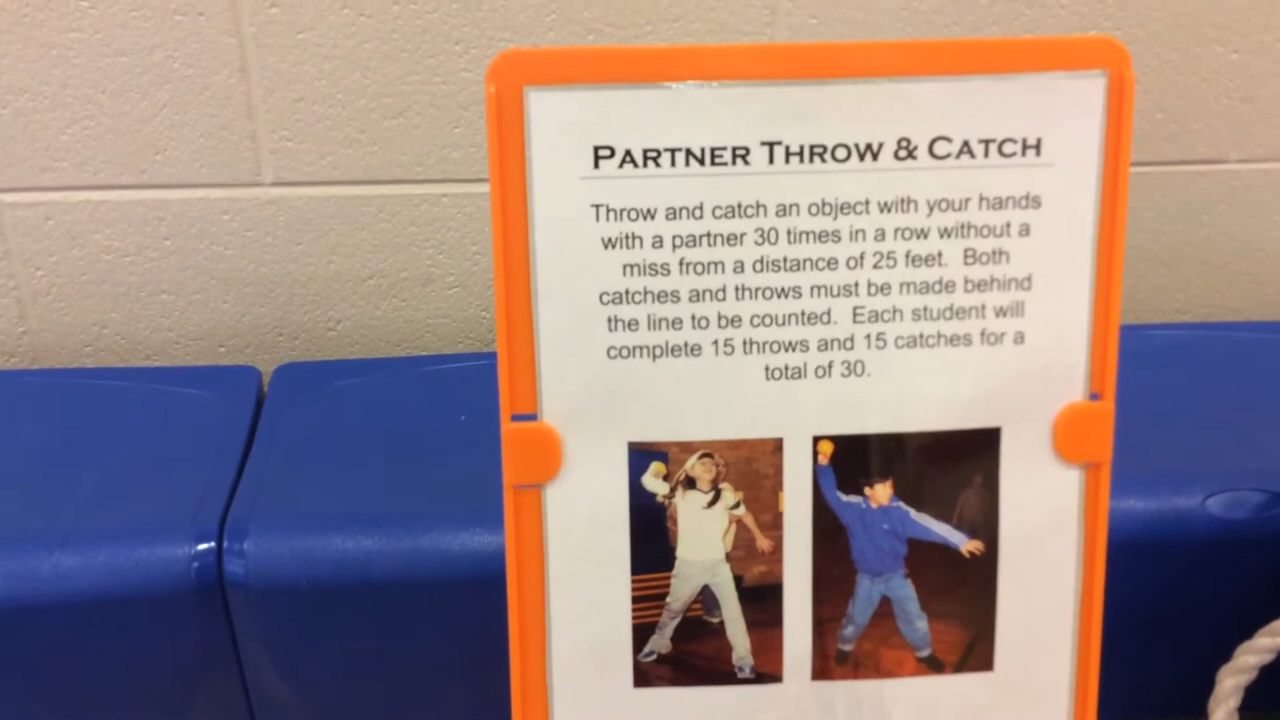 PARTNER THROW & CATCH
Throw and catch an object with your hands
with a partner 30 times in a row without a
miss from a distance of 25 feet. Both
catches and throws must be made behind
the line to be counted. Each student will
complete 15 throws and 15 catches for a
total of 30.